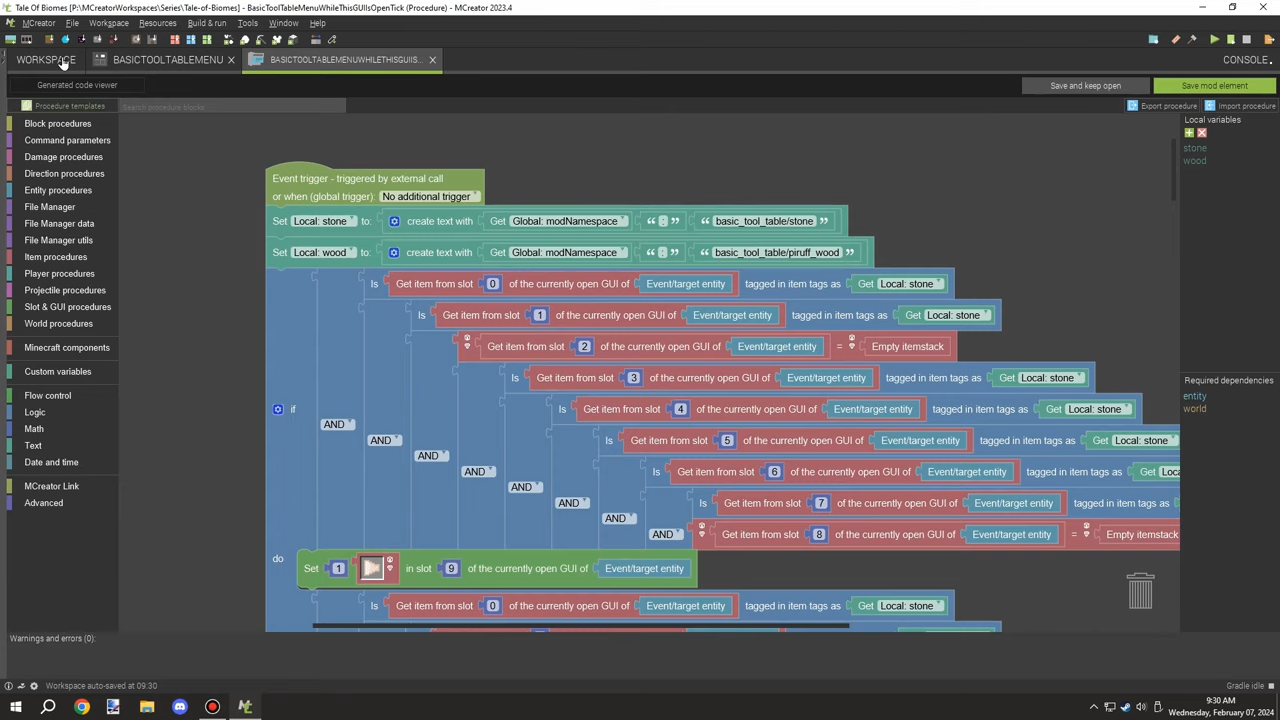 Tale Of Biomes [P:\MCreatorWorkspaces\Series\Tale-of-Biomes] - BasicToolTableMenuWhileThisGUIIsOpenTick (Procedure) - MCreator 2023.4
MCreator File Workspace Resources Build & run Tools Window Help
WORKSPACE BASICTOOLTABLEMENU BASICTOOLTABLEMENUWHILETHISGUIIS... CONSOLE
Generated code viewer Save and keep open Save mod element
Procedure templates Search procedure blocks Export procedure Import procedure
Block procedures
Command parameters
Damage procedures
Direction procedures
Entity procedures
File Manager
File Manager data
File Manager utils
Item procedures
Player procedures
Projectile procedures
Slot & GUI procedures
World procedures
Minecraft components
Custom variables
Flow control
Logic
Math
Text
Date and time
MCreator Link
Advanced
Event trigger - triggered by external call
or when (global trigger): No additional trigger
Set Local: stone to: create text with Get Global: modNamespace “ : ” “ basic_tool_table/stone ”
Set Local: wood to: create text with Get Global: modNamespace “ : ” “ basic_tool_table/piruff_wood ”
Is Get item from slot 0 of the currently open GUI of Event/target entity tagged in item tags as Get Local: stone
Is Get item from slot 1 of the currently open GUI of Event/target entity tagged in item tags as Get Local: stone
Get item from slot 2 of the currently open GUI of Event/target entity = Empty itemstack
Is Get item from slot 3 of the currently open GUI of Event/target entity tagged in item tags as Get Local: stone
if Is Get item from slot 4 of the currently open GUI of Event/target entity tagged in item tags as Get Local: stone
AND
AND Is Get item from slot 5 of the currently open GUI of Event/target entity tagged in item tags as Get Local: stone
AND
AND Is Get item from slot 6 of the currently open GUI of Event/target entity tagged in item tags as Get
AND
AND Is Get item from slot 7 of the currently open GUI of Event/target entity tagged in item tags as
AND
AND Get item from slot 8 of the currently open GUI of Event/target entity = Empty itemstack
do Set 1 in slot 9 of the currently open GUI of Event/target entity
Is Get item from slot 0 of the currently open GUI of Event/target entity tagged in item tags as Get Local: stone
Local variables
stone
wood
Required dependencies
entity
world
Warnings and errors (0):
Workspace auto-saved at 09:30 Gradle idle
9:30 AM
Wednesday, February 07, 2024